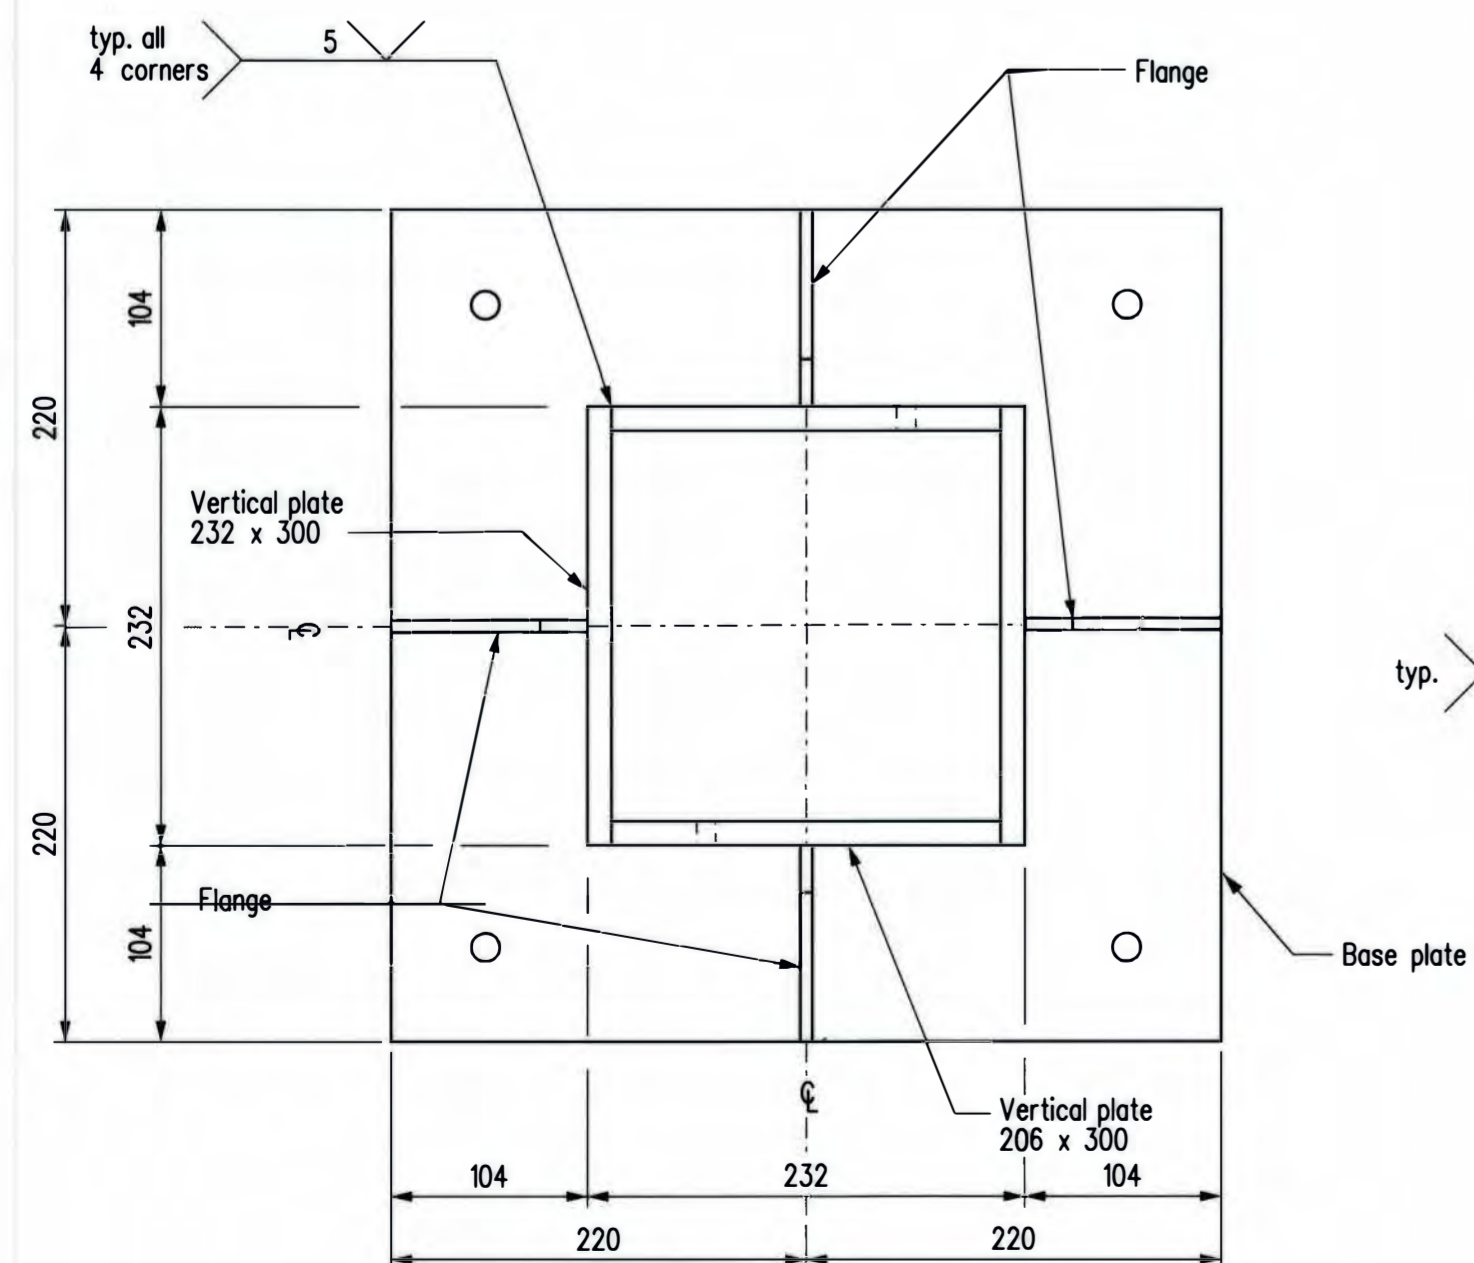 typ. all
4 corners
5
Flange
104
220
Vertical plate
232 x 300
232
℄
typ.
220
Flange
104
Base plate
℄
Vertical plate
206 x 300
104
232
104
220
220